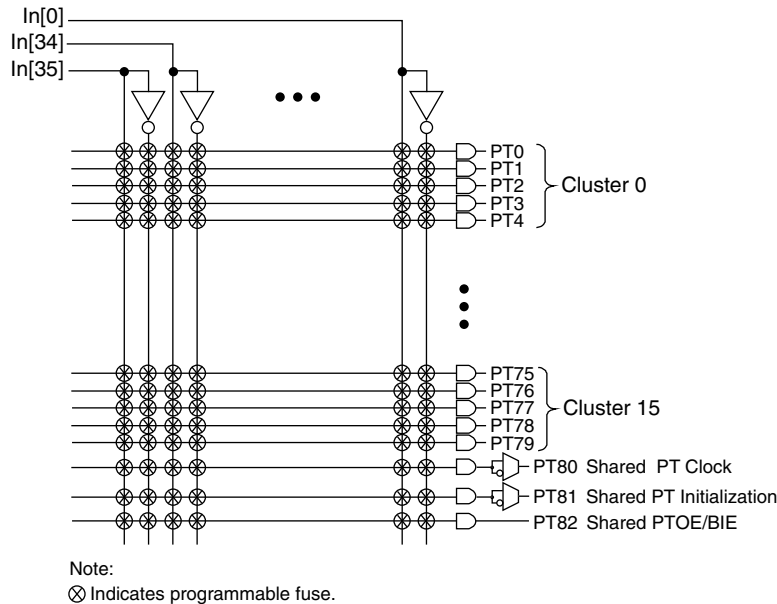 In[0]
In[34]
In[35]
PT0
PT1
PT2
PT3
PT4
Cluster 0
PT75
PT76
PT77
PT78
PT79
Cluster 15
PT80 Shared PT Clock
PT81 Shared PT Initialization
PT82 Shared PTOE/BIE
Note:
⊗ Indicates programmable fuse.